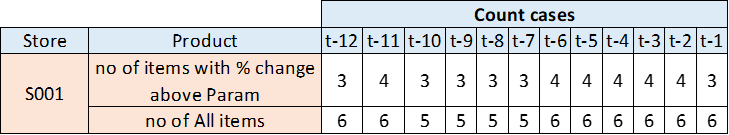 Count cases
Store Product t-12 t-11 t-10 t-9 t-8 t-7 t-6 t-5 t-4 t-3 t-2 t-1
S001 no of items with % change above Param 3 4 3 3 3 3 4 4 4 4 4 3
no of All items 6 6 5 5 5 5 6 6 6 6 6 6